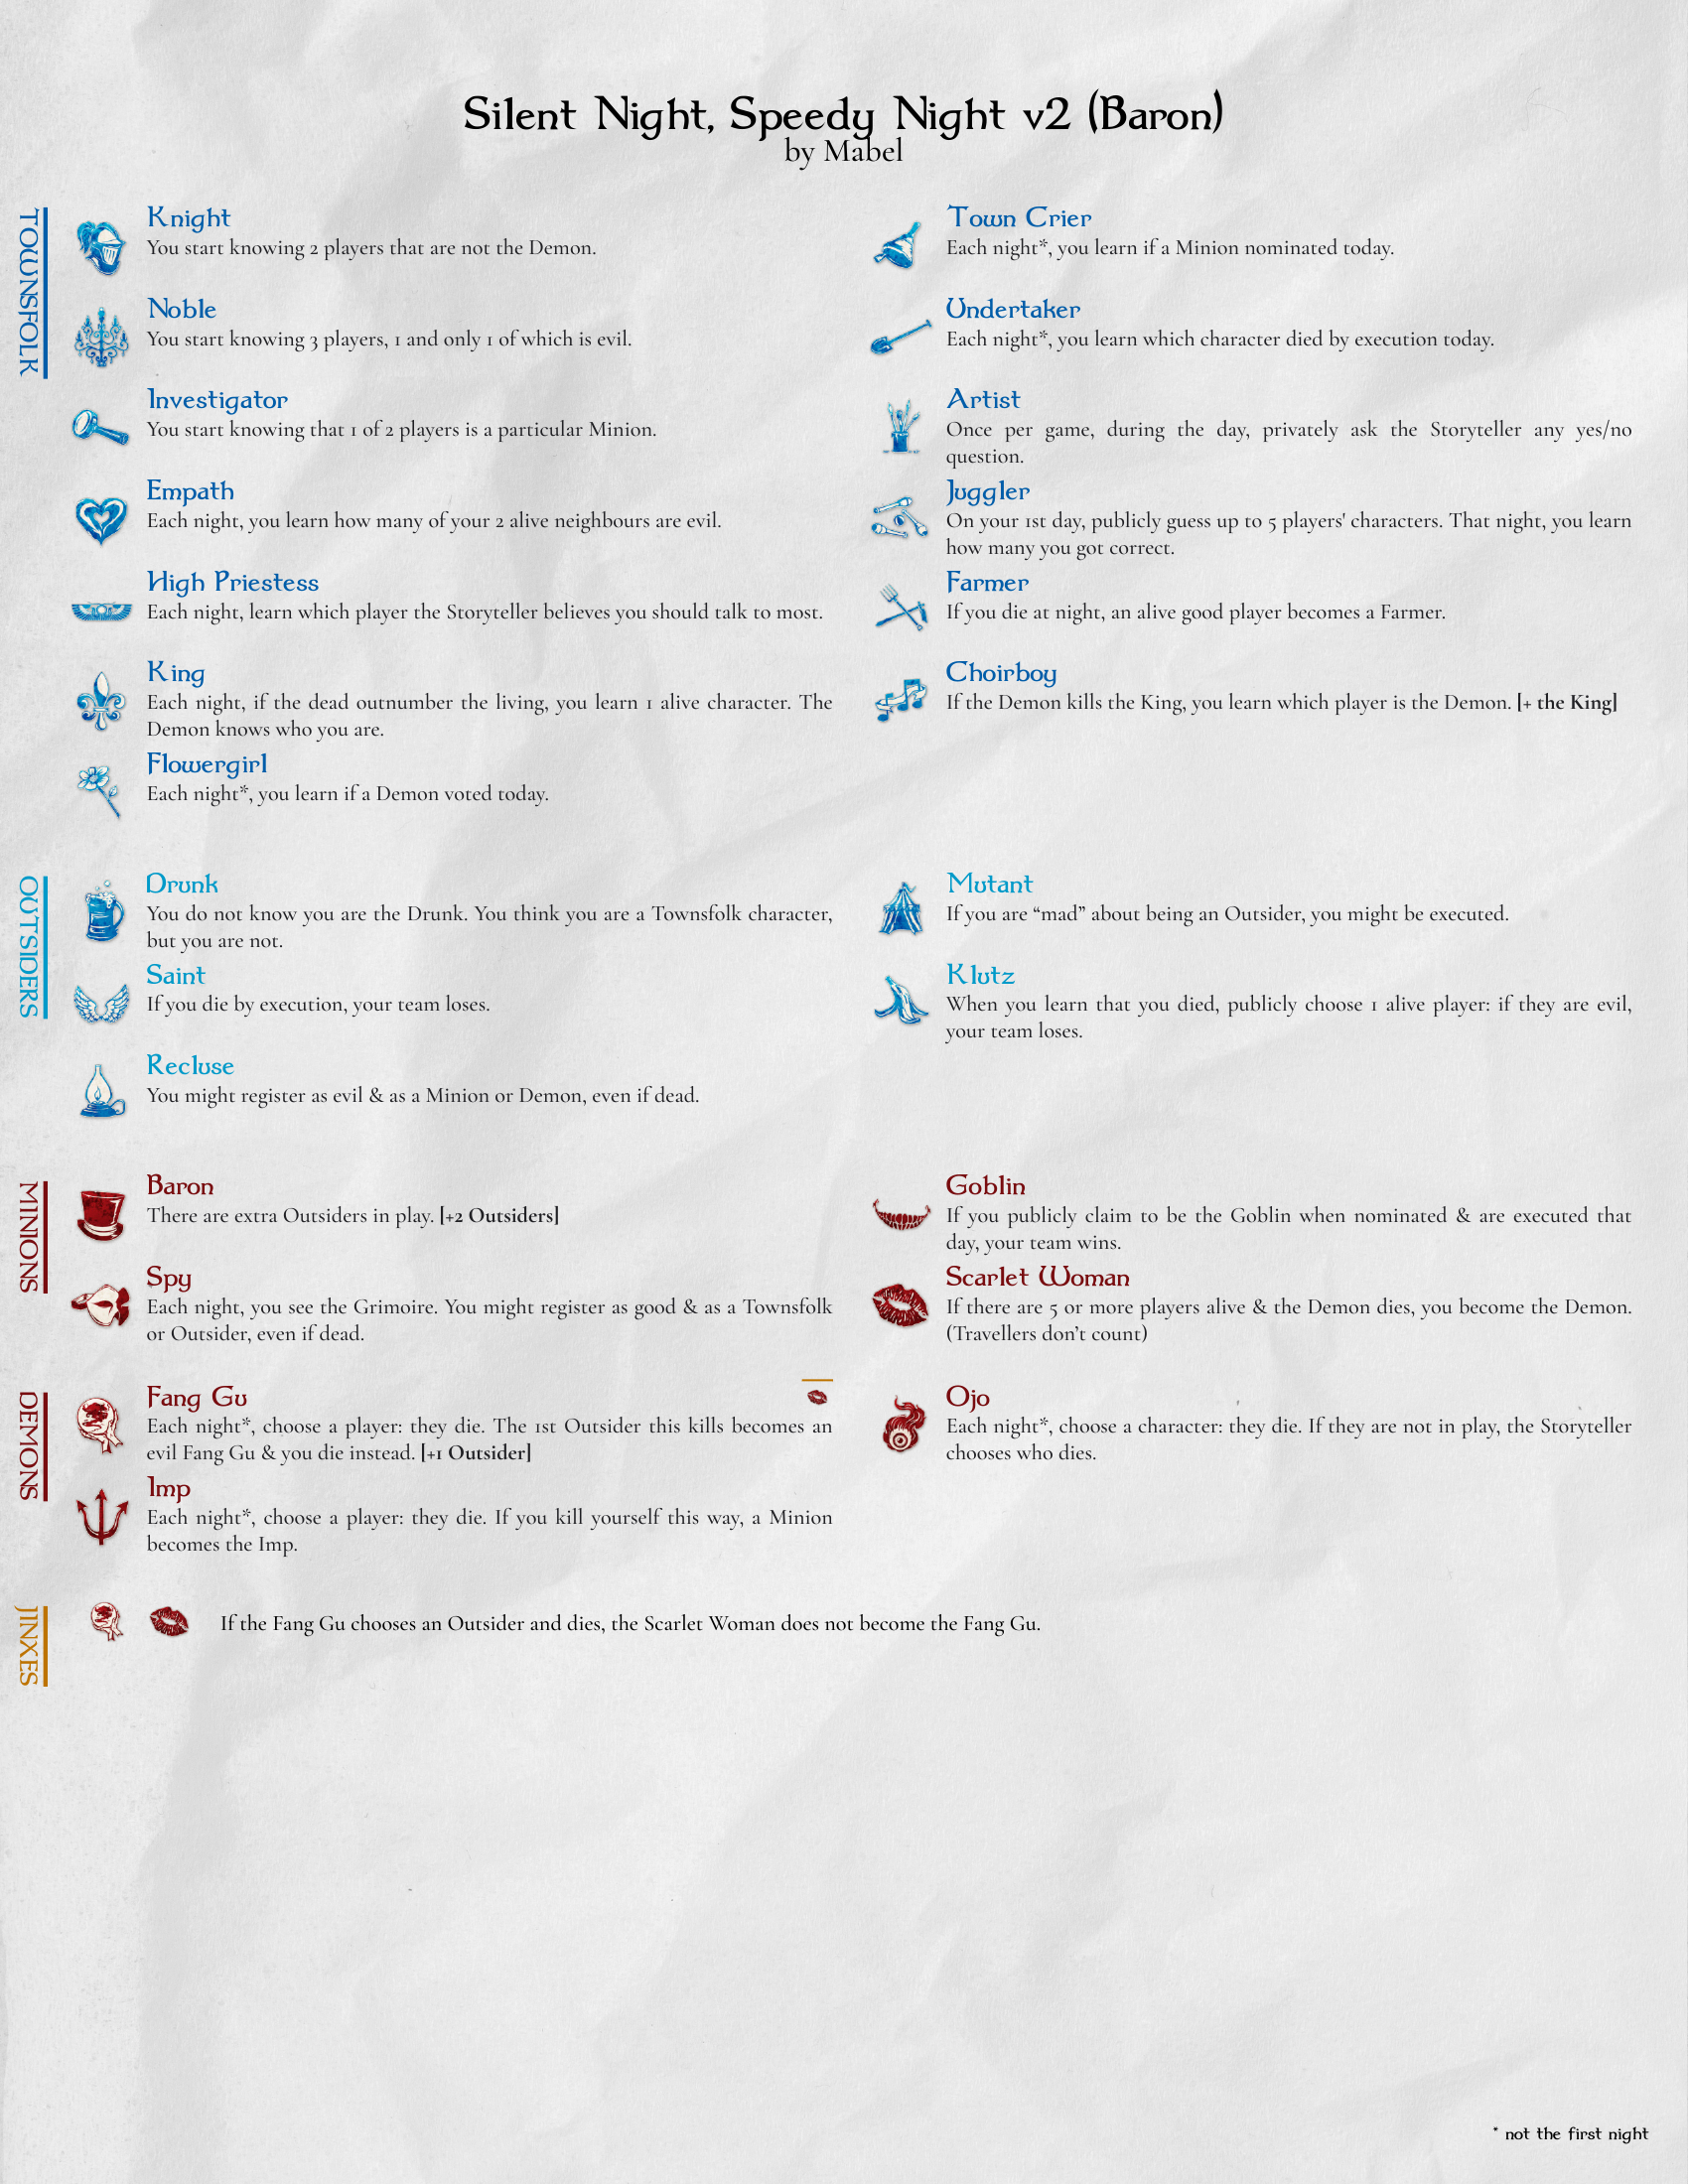 Silent Night, Speedy Night v2 (Baron)
by Mabel
TOWNSFOLK
Knight
You start knowing 2 players that are not the Demon.
Noble
You start knowing 3 players, 1 and only 1 of which is evil.
Investigator
You start knowing that 1 of 2 players is a particular Minion.
Empath
Each night, you learn how many of your 2 alive neighbours are evil.
High Priestess
Each night, learn which player the Storyteller believes you should talk to most.
King
Each night, if the dead outnumber the living, you learn 1 alive character. The
Demon knows who you are.
Flowergirl
Each night*, you learn if a Demon voted today.
Town Crier
Each night*, you learn if a Minion nominated today.
Undertaker
Each night*, you learn which character died by execution today.
Artist
Once per game, during the day, privately ask the Storyteller any yes/no
question.
Juggler
On your 1st day, publicly guess up to 5 players' characters. That night, you learn
how many you got correct.
Farmer
If you die at night, an alive good player becomes a Farmer.
Choirboy
If the Demon kills the King, you learn which player is the Demon. [+ the King]
OUTSIDERS
Drunk
You do not know you are the Drunk. You think you are a Townsfolk character,
but you are not.
Saint
If you die by execution, your team loses.
Recluse
You might register as evil & as a Minion or Demon, even if dead.
Mutant
If you are “mad” about being an Outsider, you might be executed.
Klutz
When you learn that you died, publicly choose 1 alive player: if they are evil,
your team loses.
MINIONS
Baron
There are extra Outsiders in play. [+2 Outsiders]
Spy
Each night, you see the Grimoire. You might register as good & as a Townsfolk
or Outsider, even if dead.
Goblin
If you publicly claim to be the Goblin when nominated & are executed that
day, your team wins.
Scarlet Woman
If there are 5 or more players alive & the Demon dies, you become the Demon.
(Travellers don’t count)
DEMONS
Fang Gu
Each night*, choose a player: they die. The 1st Outsider this kills becomes an
evil Fang Gu & you die instead. [+1 Outsider]
Imp
Each night*, choose a player: they die. If you kill yourself this way, a Minion
becomes the Imp.
Ojo
Each night*, choose a character: they die. If they are not in play, the Storyteller
chooses who dies.
JINXES
If the Fang Gu chooses an Outsider and dies, the Scarlet Woman does not become the Fang Gu.
* not the first night